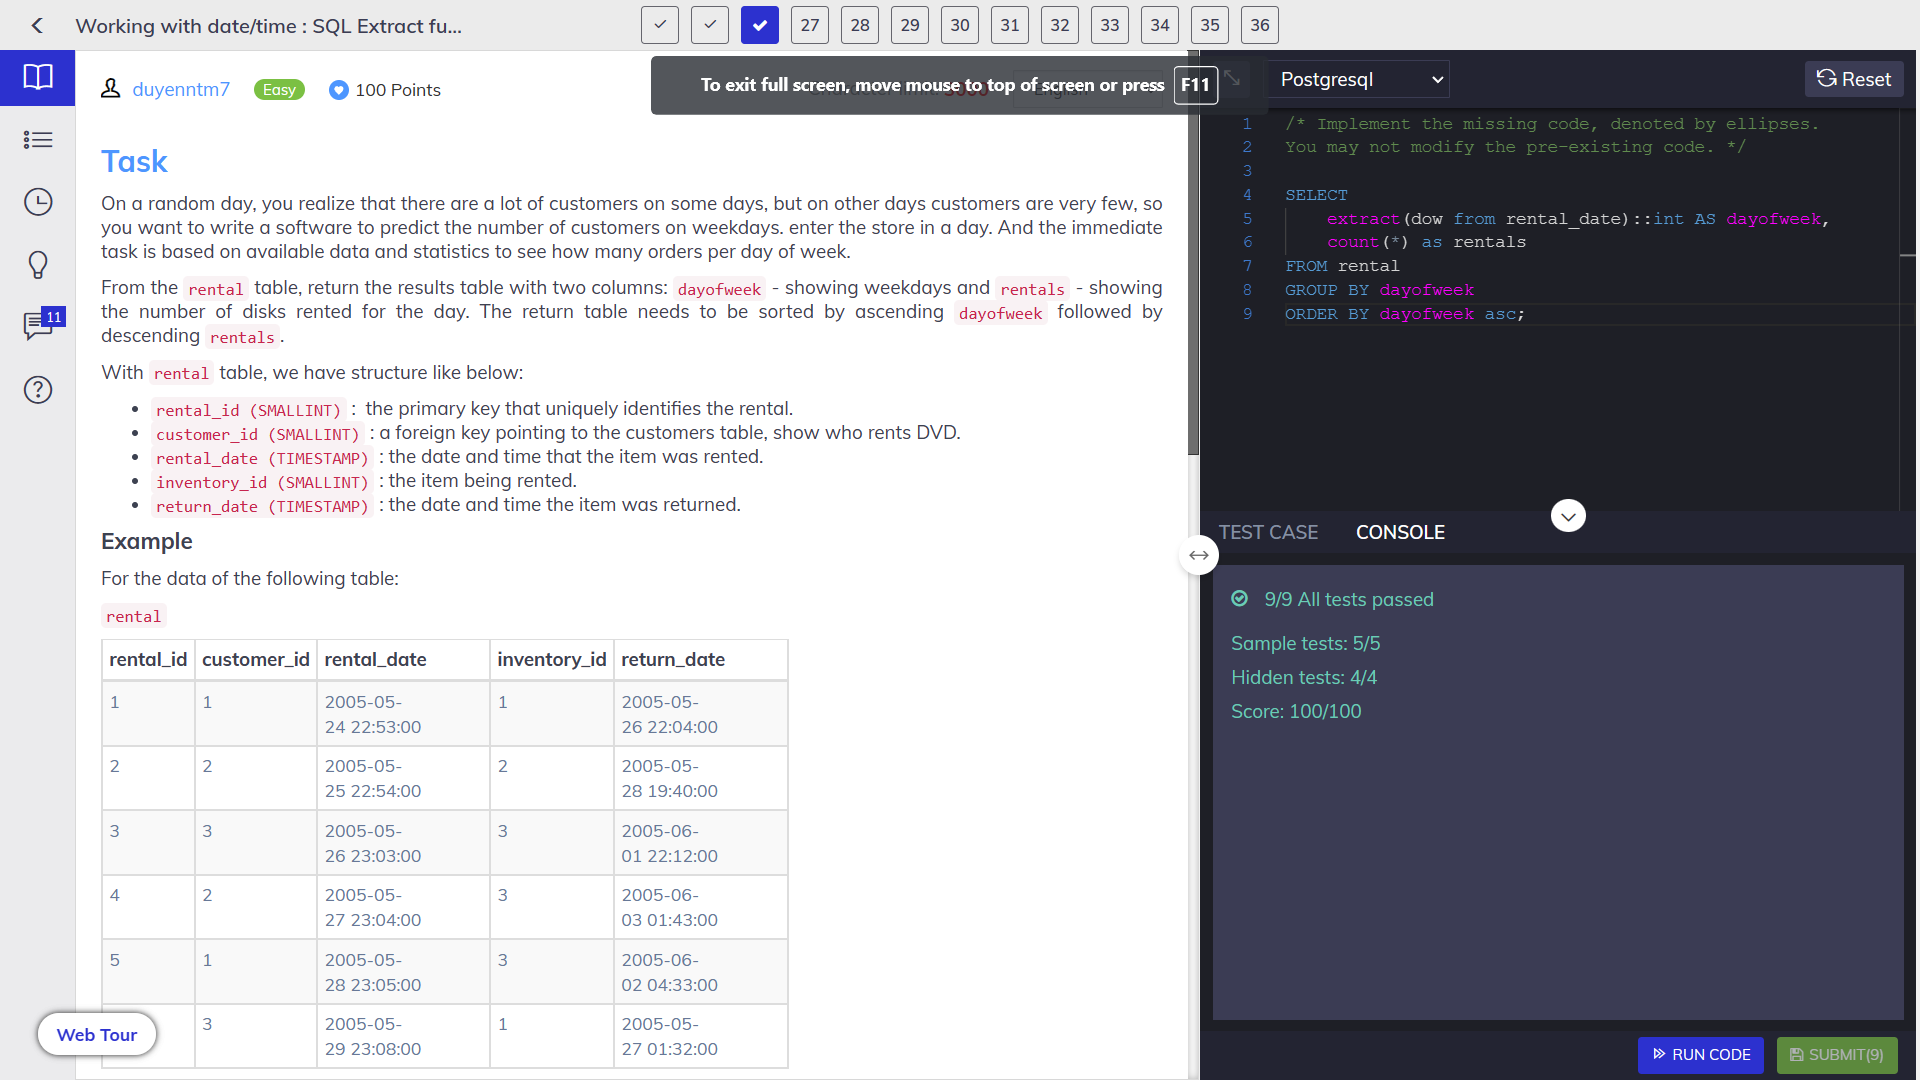 Working with date/time : SQL Extract fu...
27 28 29 30 31 32 33 34 35 36
duyenntm7 Easy 100 Points
To exit full screen, move mouse to top of screen or press F11
Postgresql
Reset
Task
On a random day, you realize that there are a lot of customers on some days, but on other days customers are very few, so
you want to write a software to predict the number of customers on weekdays. enter the store in a day. And the immediate
task is based on available data and statistics to see how many orders per day of week.
From the rental table, return the results table with two columns: dayofweek - showing weekdays and rentals - showing
the number of disks rented for the day. The return table needs to be sorted by ascending dayofweek followed by
descending rentals .
With rental table, we have structure like below:
• rental_id (SMALLINT) : the primary key that uniquely identifies the rental.
• customer_id (SMALLINT) : a foreign key pointing to the customers table, show who rents DVD.
• rental_date (TIMESTAMP) : the date and time that the item was rented.
• inventory_id (SMALLINT) : the item being rented.
• return_date (TIMESTAMP) : the date and time the item was returned.
Example
For the data of the following table:
rental
rental_id customer_id rental_date inventory_id return_date
1 1 2005-05-24 22:53:00 1 2005-05-26 22:04:00
2 2 2005-05-25 22:54:00 2 2005-05-28 19:40:00
3 3 2005-05-26 23:03:00 3 2005-06-01 22:12:00
4 2 2005-05-27 23:04:00 3 2005-06-03 01:43:00
5 1 2005-05-28 23:05:00 3 2005-06-02 04:33:00
3 2005-05-29 23:08:00 1 2005-05-27 01:32:00
11
Web Tour
1 /* Implement the missing code, denoted by ellipses.
2 You may not modify the pre-existing code. */
3
4 SELECT
5 extract(dow from rental_date)::int AS dayofweek,
6 count(*) as rentals
7 FROM rental
8 GROUP BY dayofweek
9 ORDER BY dayofweek asc;
TEST CASE CONSOLE
9/9 All tests passed
Sample tests: 5/5
Hidden tests: 4/4
Score: 100/100
RUN CODE SUBMIT(9)